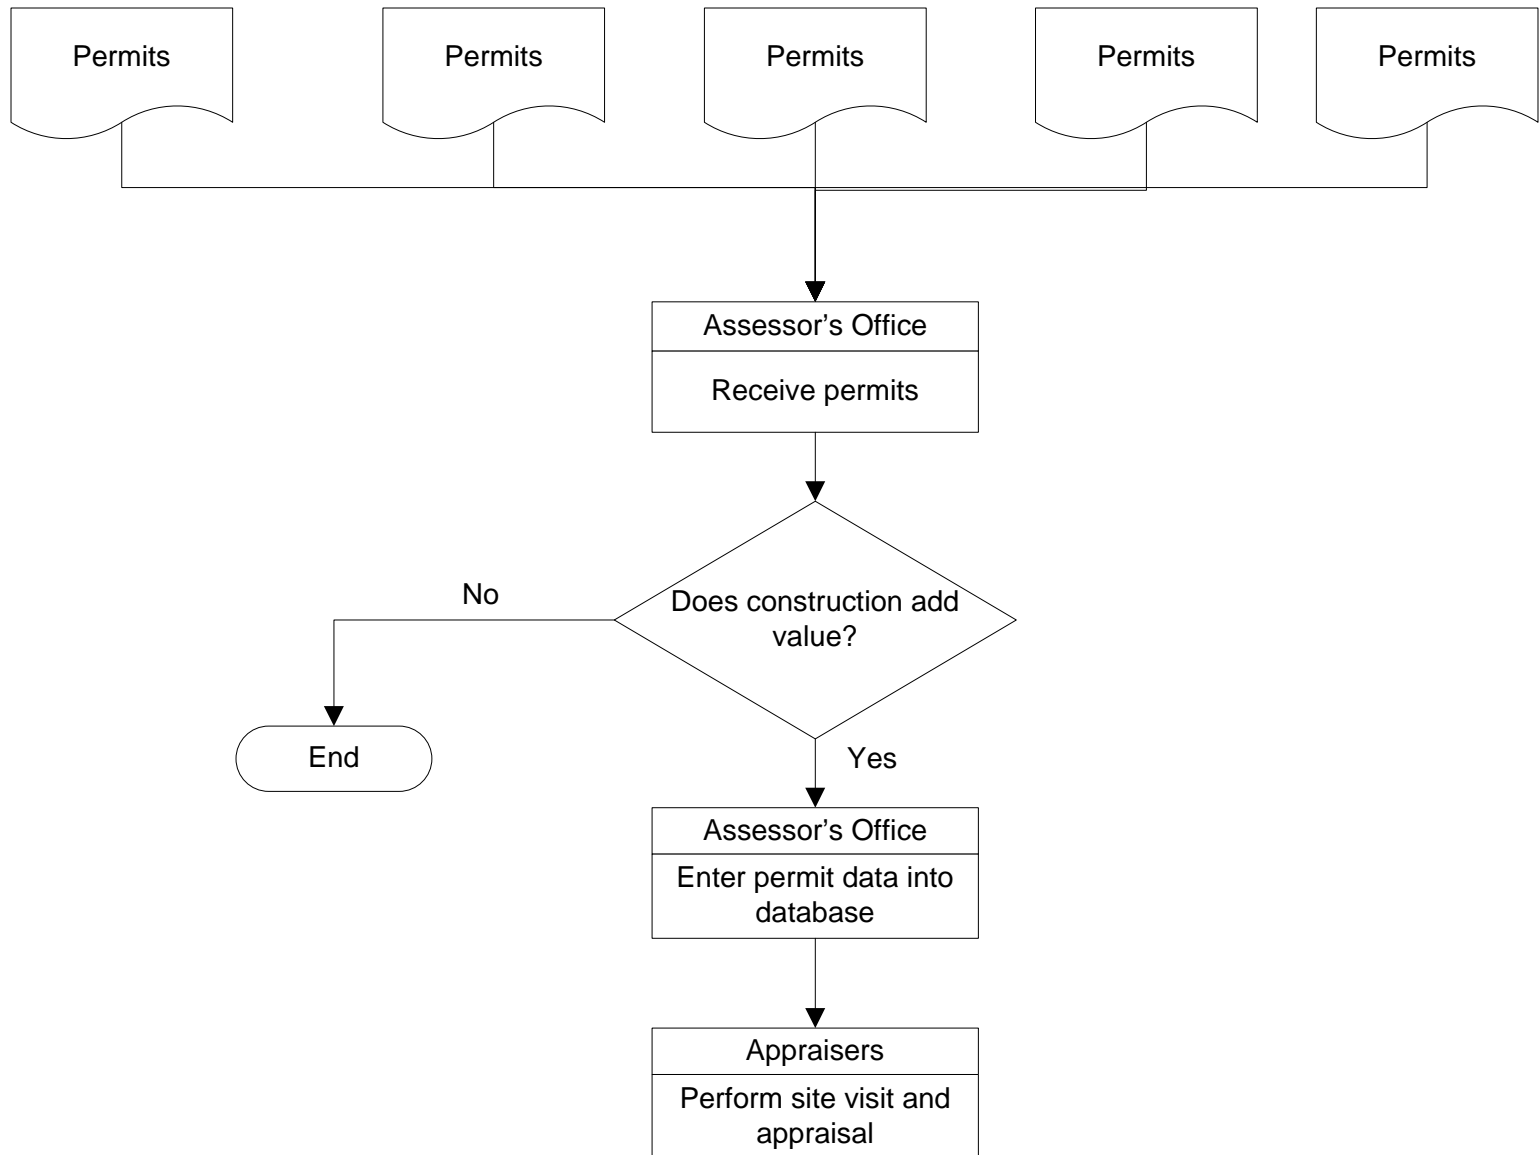 Permits
Permits
Permits
Permits
Permits
Assessor’s Office
Receive permits
No
Does construction add
value?
End
Yes
Assessor’s Office
Enter permit data into
database
Appraisers
Perform site visit and
appraisal